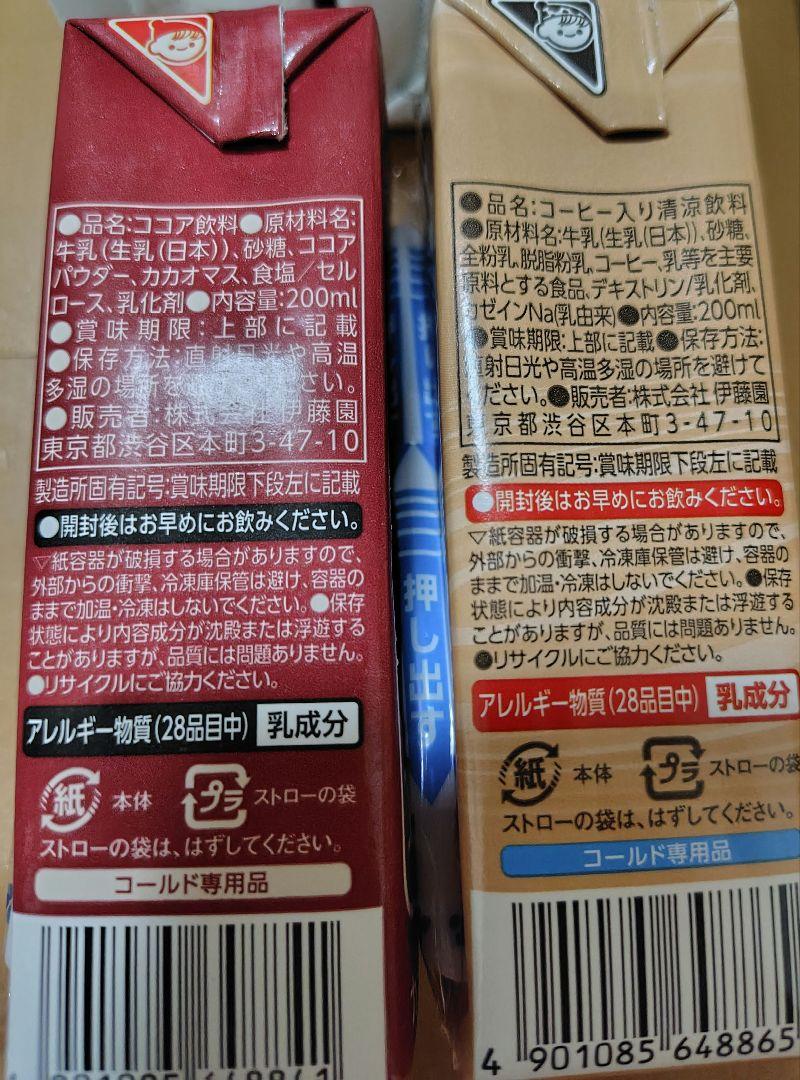 ●品名:ココア飲料●原材料名:
牛乳(生乳(日本))、砂糖、ココア
パウダー、カカオマス、食塩/セル
ロース、乳化剤●内容量:200ml
●賞味期限:上部に記載
●保存方法:直射日光や高温
多湿の場所を さい。
●販売者:株式会社 伊藤園
東京都渋谷区本町3-47-10
製造所固有記号:賞味期限下段左に記載
●開封後はお早めにお飲みください。
▽紙容器が破損する場合がありますので、
外部からの衝撃、冷凍庫保管は避け、容器の
ままで加温・冷凍はしないでください。●保存
状態により内容成分が沈殿または浮遊する
ことがありますが、品質には問題ありません。
●リサイクルにご協力ください。
アレルギー物質(28品目中) 乳成分
紙 本体 プラ ストローの袋
ストローの袋は、はずしてください。
コールド専用品
●品名:コーヒー入り清涼飲料
●原材料名:牛乳(生乳(日本))、砂糖、
全粉乳、脱脂粉乳、コーヒー、乳等を主要
原料とする食品、デキストリン/乳化剤、
カゼインNa(乳由来)●内容量:200ml
●賞味期限:上部に記載●保存方法:
直射日光や高温多湿の場所を避けて
ください。●販売者:株式会社 伊藤園
東京都渋谷区本町3-47-10
製造所固有記号:賞味期限下段左に記載
●開封後はお早めにお飲みください。
▽紙容器が破損する場合がありますので、
外部からの衝撃、冷凍庫保管は避け、容器の
ままで加温・冷凍はしないでください。●保存
状態により内容成分が沈殿または浮遊する
ことがありますが、品質には問題ありません。
●リサイクルにご協力ください。
アレルギー物質(28品目中) 乳成分
紙 本体 プラ ストローの袋
ストローの袋は、はずしてください。
コールド専用品
4 901085 648865
押し出す